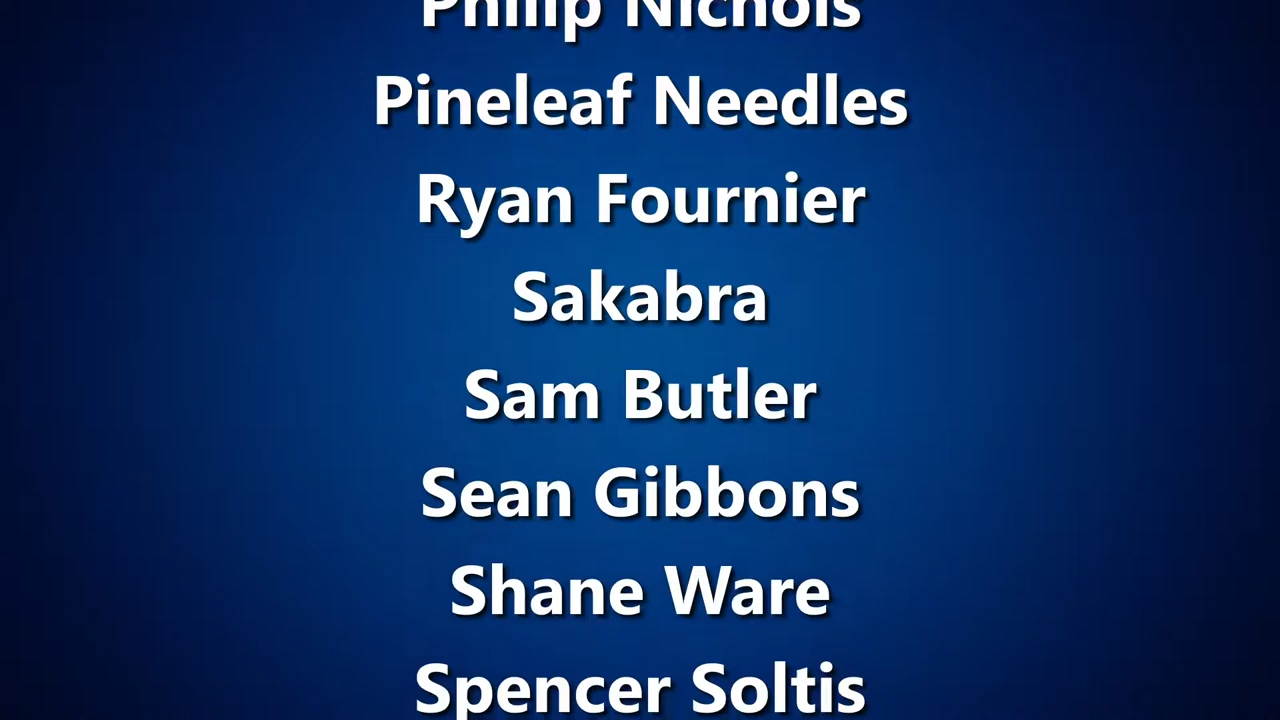 Philip Nichols
Pineleaf Needles
Ryan Fournier
Sakabra
Sam Butler
Sean Gibbons
Shane Ware
Spencer Soltis